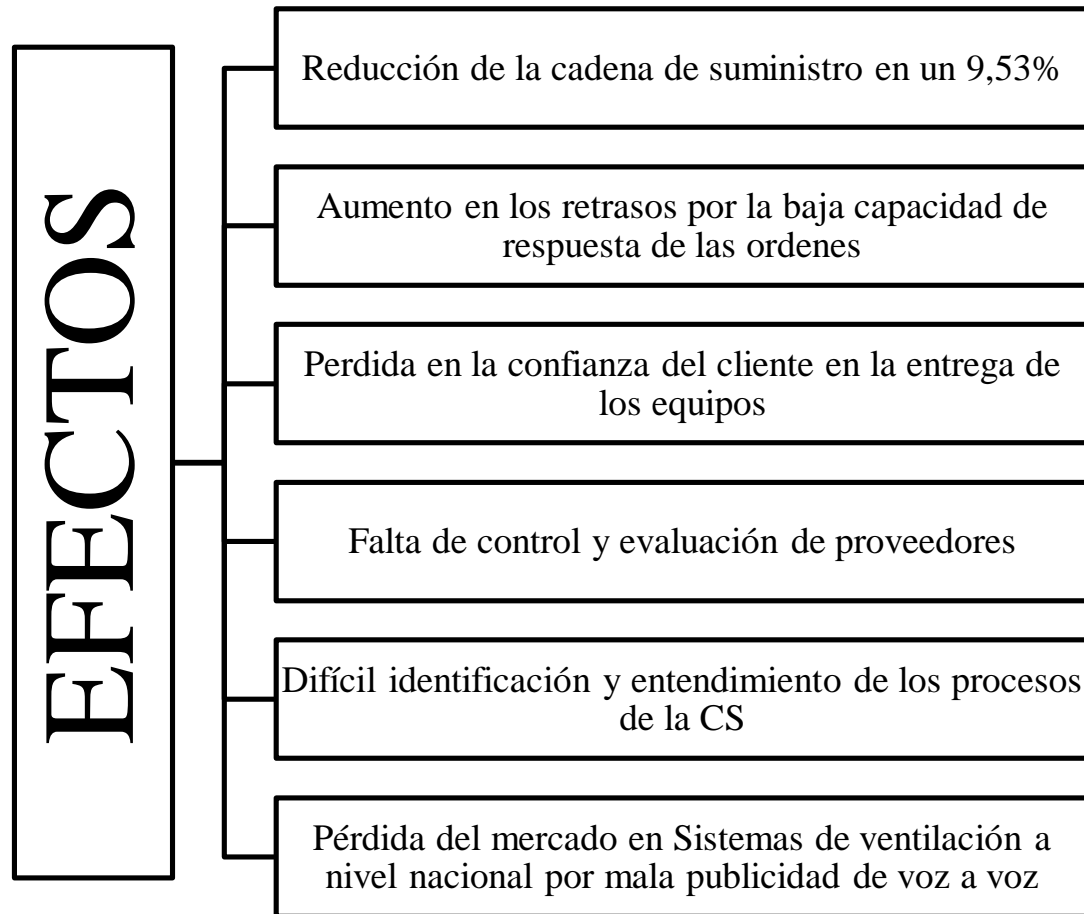 EFECTOS
Reducción de la cadena de suministro en un 9,53%
Aumento en los retrasos por la baja capacidad de
respuesta de las ordenes
Perdida en la confianza del cliente en la entrega de
los equipos
Falta de control y evaluación de proveedores
Difícil identificación y entendimiento de los procesos
de la CS
Pérdida del mercado en Sistemas de ventilación a
nivel nacional por mala publicidad de voz a voz